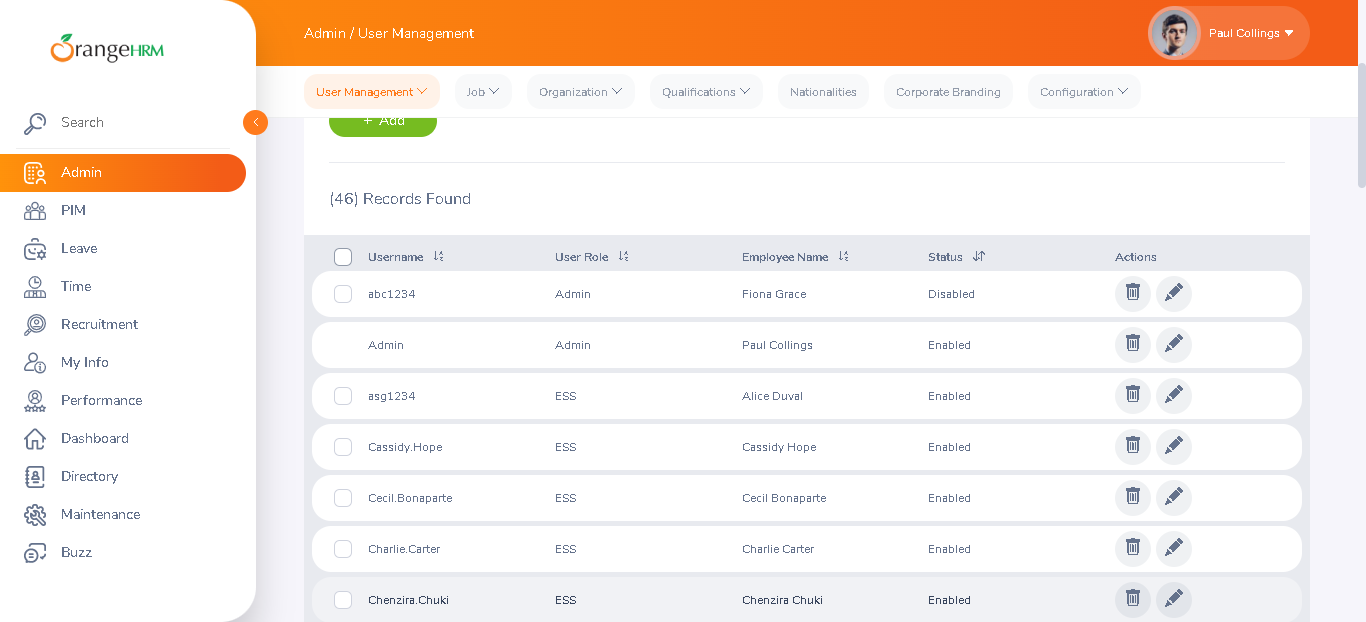 OrangeHRM
Admin / User Management
Paul Collings
User Management
Job
Organization
Qualifications
Nationalities
Corporate Branding
Configuration
Search
Admin
PIM
Leave
Time
Recruitment
My Info
Performance
Dashboard
Directory
Maintenance
Buzz
+ Add
(46) Records Found
Username User Role Employee Name Status Actions
abc1234 Admin Fiona Grace Disabled
Admin Admin Paul Collings Enabled
asg1234 ESS Alice Duval Enabled
Cassidy.Hope ESS Cassidy Hope Enabled
Cecil.Bonaparte ESS Cecil Bonaparte Enabled
Charlie.Carter ESS Charlie Carter Enabled
Chenzira.Chuki ESS Chenzira Chuki Enabled